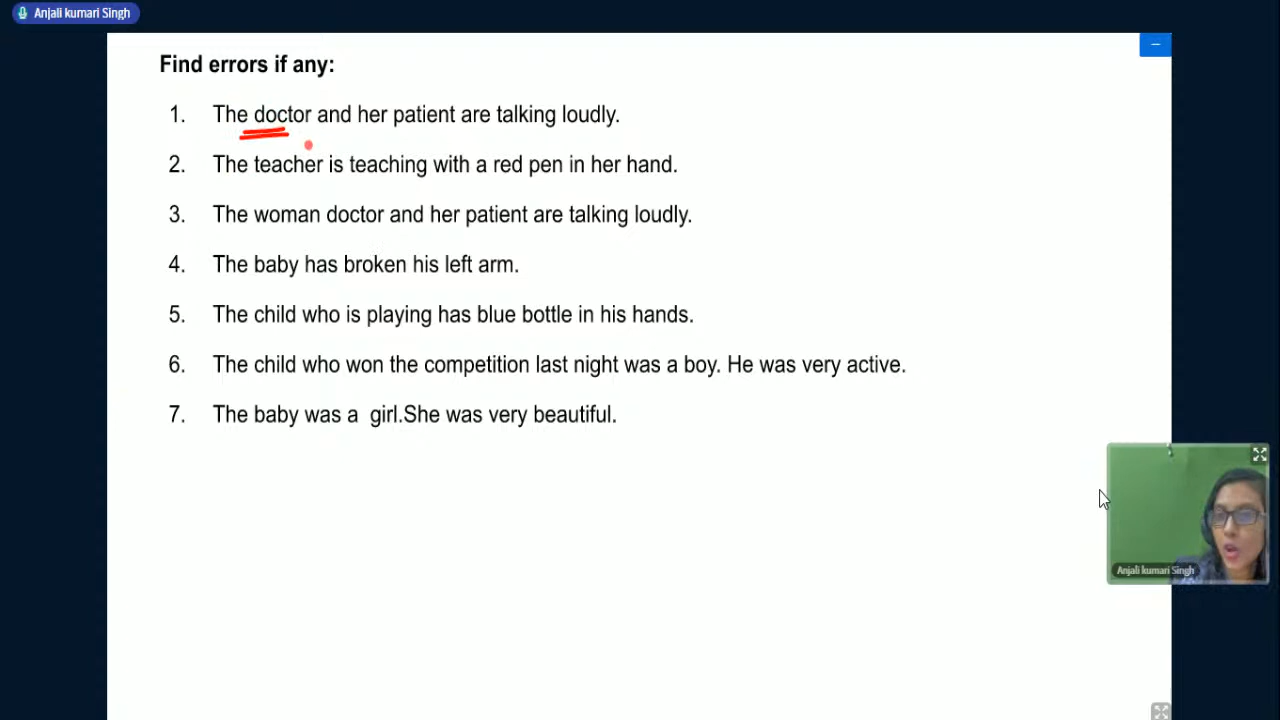 Anjali kumari Singh
Find errors if any:
1. The doctor and her patient are talking loudly.
2. The teacher is teaching with a red pen in her hand.
3. The woman doctor and her patient are talking loudly.
4. The baby has broken his left arm.
5. The child who is playing has blue bottle in his hands.
6. The child who won the competition last night was a boy. He was very active.
7. The baby was a  girl.She was very beautiful.
Anjali kumari Singh